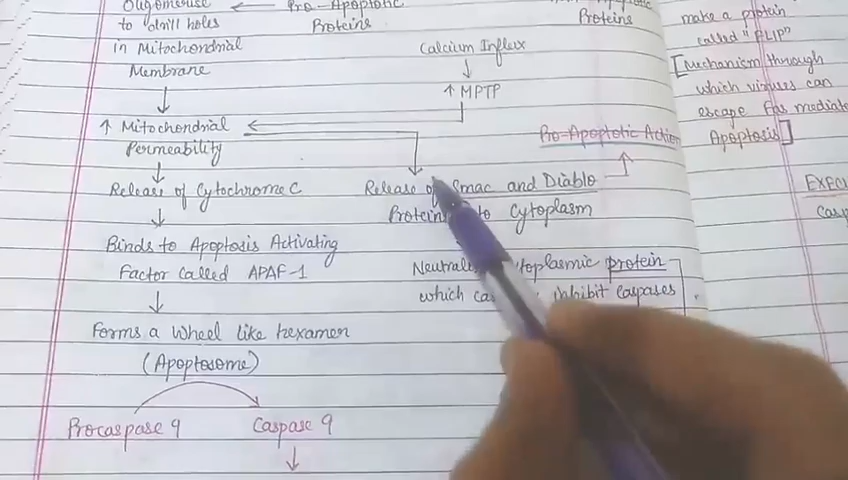 Oligomerise
to drill holes
in Mitochondrial
Membrane
Pro-Apoptotic
Proteins
Proteins
Calcium Influx
↑ MPTP
↑ Mitochondrial
Permeability
Release of Cytochrome C
Binds to Apoptosis Activating
Factor called APAF-1
Forms a Wheel like hexamer
(Apoptosome)
Procaspase 9
Caspase 9
Pro-Apoptotic Action
Release of Smac and Diablo
Proteins to Cytoplasm
protein
which inhibit caspases
make a protein
called "FLIP"
[Mechanism through
which viruses can
escape Fas mediate
Apoptosis]